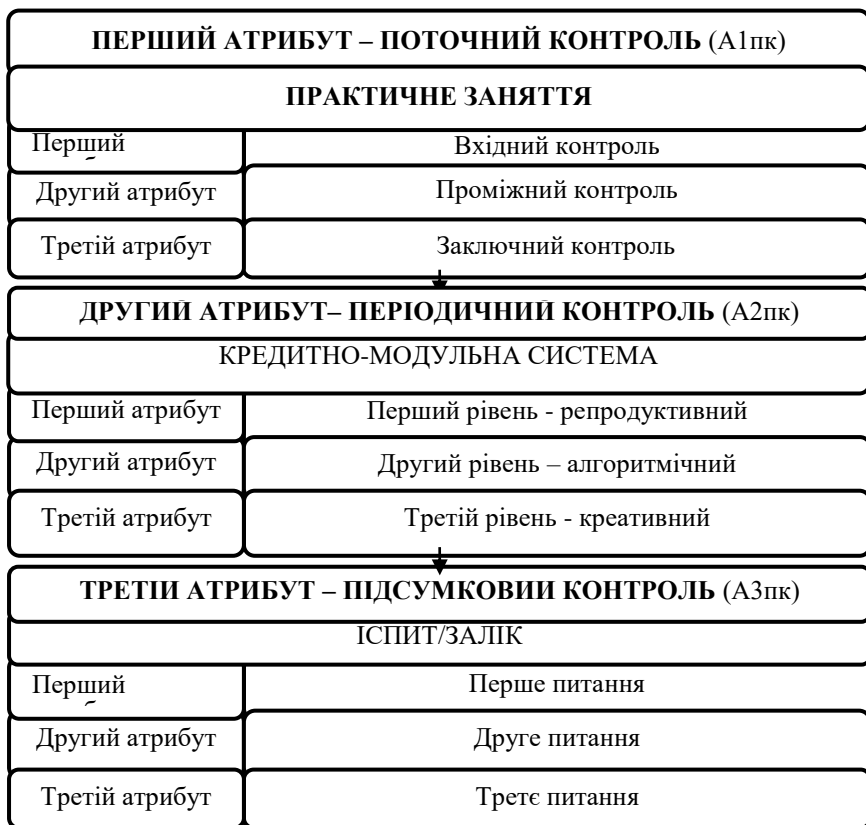 ПЕРШИЙ АТРИБУТ – ПОТОЧНИЙ КОНТРОЛЬ (А1пк)
ПРАКТИЧНЕ ЗАНЯТТЯ
Перший
Вхідний контроль
Другий атрибут
Проміжний контроль
Третій атрибут
Заключний контроль
ДРУГИЙ АТРИБУТ– ПЕРІОДИЧНИЙ КОНТРОЛЬ (А2пк)
КРЕДИТНО-МОДУЛЬНА СИСТЕМА
Перший атрибут
Перший рівень - репродуктивний
Другий атрибут
Другий рівень – алгоритмічний
Третій атрибут
Третій рівень - креативний
ТРЕТІЙ АТРИБУТ – ПІДСУМКОВИЙ КОНТРОЛЬ (А3пк)
ІСПИТ/ЗАЛІК
Перший
Перше питання
Другий атрибут
Друге питання
Третій атрибут
Третє питання